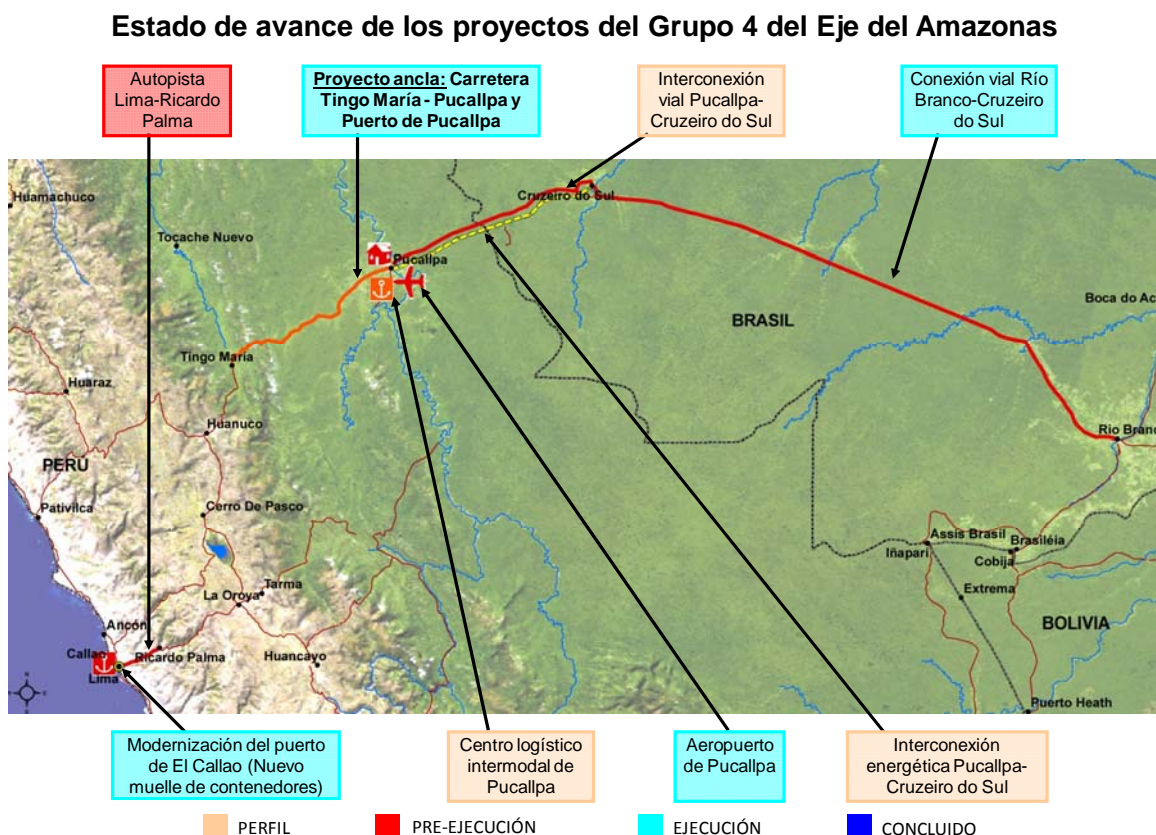 Estado de avance de los proyectos del Grupo 4 del Eje del Amazonas
Autopista
Lima-Ricardo
Palma
Proyecto ancla: Carretera
Tingo María - Pucallpa y
Puerto de Pucallpa
Interconexión
vial Pucallpa-
Cruzeiro do Sul
Conexión vial Río
Branco-Cruzeiro
do Sul
Huamachuco
Cruzeiro do Sul
Tocache Nuevo
Pucallpa
Boca do Ac
BRASIL
Tingo Maria
Huaraz
Huanuco
Rio Branc
PERÚ
Pativilca
Cerro De Pasco
Assis Brasil
Brasiléia
Iñapari
Cobija
Tarma
La Oroya
Extrema
Ancón
BOLIVIA
Callao
Ricardo Palma
Huancayo
Lima
Puerto Heath
N
N
Modernización del puerto
de El Callao (Nuevo
muelle de contenedores)
Centro logístico
intermodal de
Pucallpa
Aeropuerto
de Pucallpa
Interconexión
energética Pucallpa-
Cruzeiro do Sul
PERFIL
PRE-EJECUCIÓN
EJECUCIÓN
CONCLUIDO